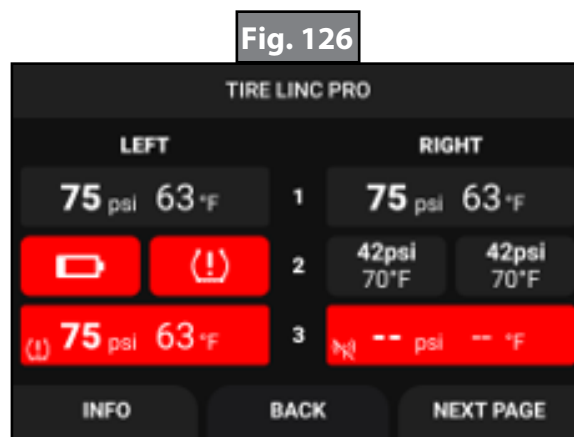 Fig. 126
TIRE LINC PRO
LEFT RIGHT
75 psi 63 °F 1 75 psi 63 °F
(!) 2 42psi 42psi
70°F 70°F
(!) 75 psi 63 °F 3 -- psi -- °F
INFO BACK NEXT PAGE